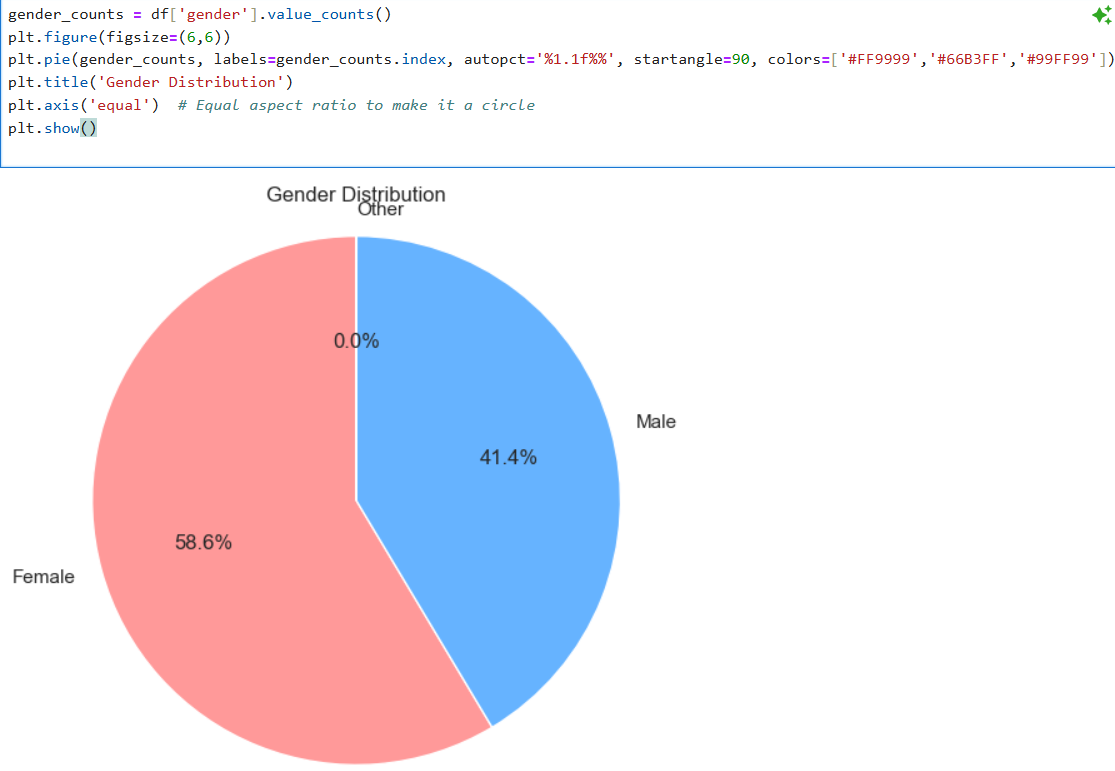 gender_counts = df['gender'].value_counts()
plt.figure(figsize=(6,6))
plt.pie(gender_counts, labels=gender_counts.index, autopct='%1.1f%%', startangle=90, colors=['#FF9999','#66B3FF','#99FF99'])
plt.title('Gender Distribution')
plt.axis('equal')  # Equal aspect ratio to make it a circle
plt.show()
Gender Distribution
Other
0.0%
Male
41.4%
58.6%
Female